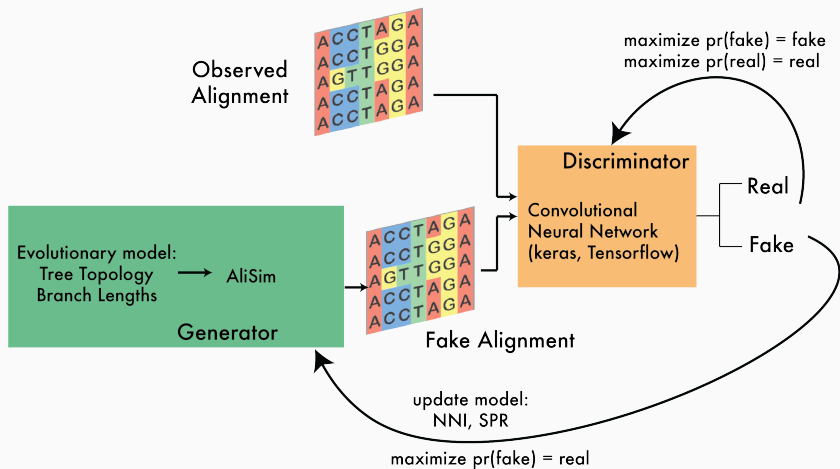 ACCTAGA
ACCTGGA
AGTTGGA
ACCTAGA
ACCTAGA
Observed
Alignment
maximize pr(fake) = fake
maximize pr(real) = real
Discriminator
Convolutional
Neural Network
(keras, Tensorflow)
Real
Fake
Evolutionary model:
Tree Topology
Branch Lengths
AliSim
Generator
ACCTAGA
ACCTGGA
AGTTGGA
ACCTAGA
ACCTAGA
Fake Alignment
update model:
NNI, SPR
maximize pr(fake) = real